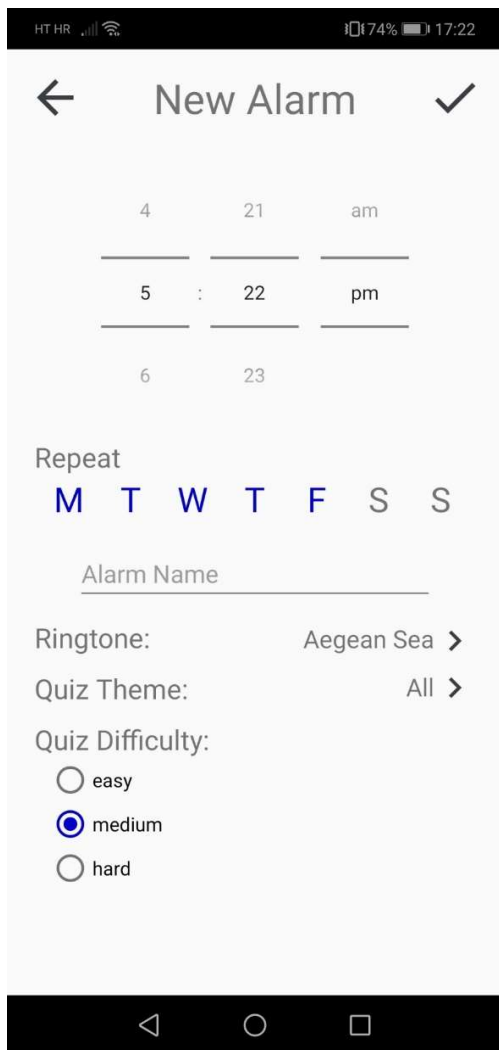 HT HR 74% 17:22
New Alarm
4 21 am
5 : 22 pm
6 23
Repeat
M T W T F S S
Alarm Name
Ringtone: Aegean Sea
Quiz Theme: All
Quiz Difficulty:
easy
medium
hard